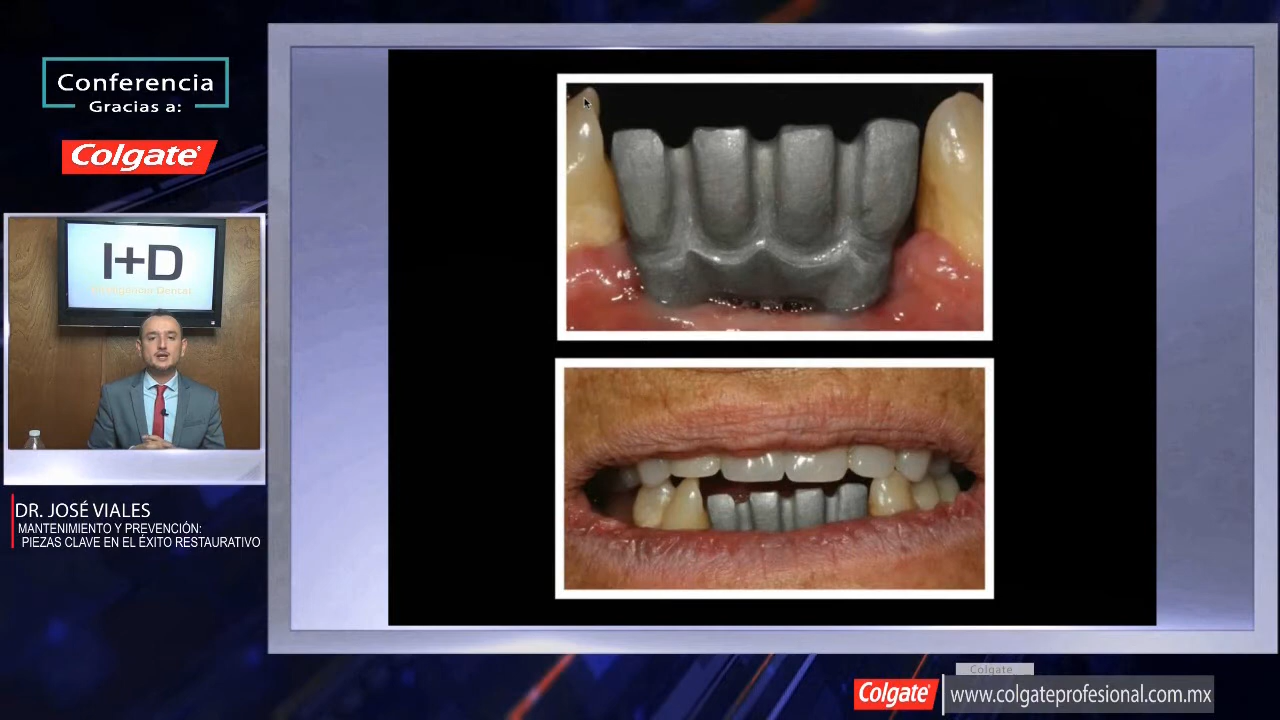 Conferencia
Gracias a:
Colgate®
I+D
DR. JOSÉ VIALES
MANTENIMIENTO Y PREVENCIÓN:
PIEZAS CLAVE EN EL ÉXITO RESTAURATIVO
Colgate
Colgate®
www.colgateprofesional.com.mx